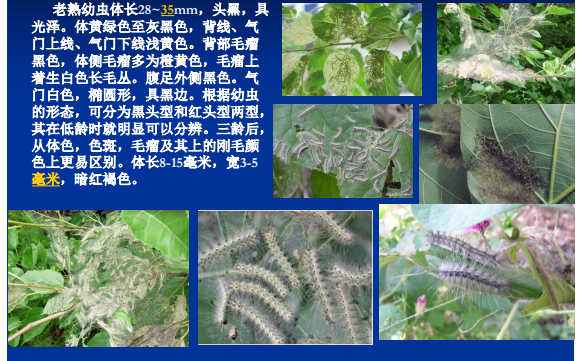 老熟幼虫体长28~35mm，头黑，具
光泽。体黄绿色至灰黑色，背线、气
门上线、气门下线浅黄色。背部毛瘤
黑色，体侧毛瘤多为橙黄色，毛瘤上
着生白色长毛丛。腹足外侧黑色。气
门白色，椭圆形，具黑边。根据幼虫
的形态，可分为黑头型和红头型两型，
其在低龄时就明显可以分辨。三龄后，
从体色，色斑，毛瘤及其上的刚毛颜
色上更易区别。体长8-15毫米，宽3-5
毫米，暗红褐色。